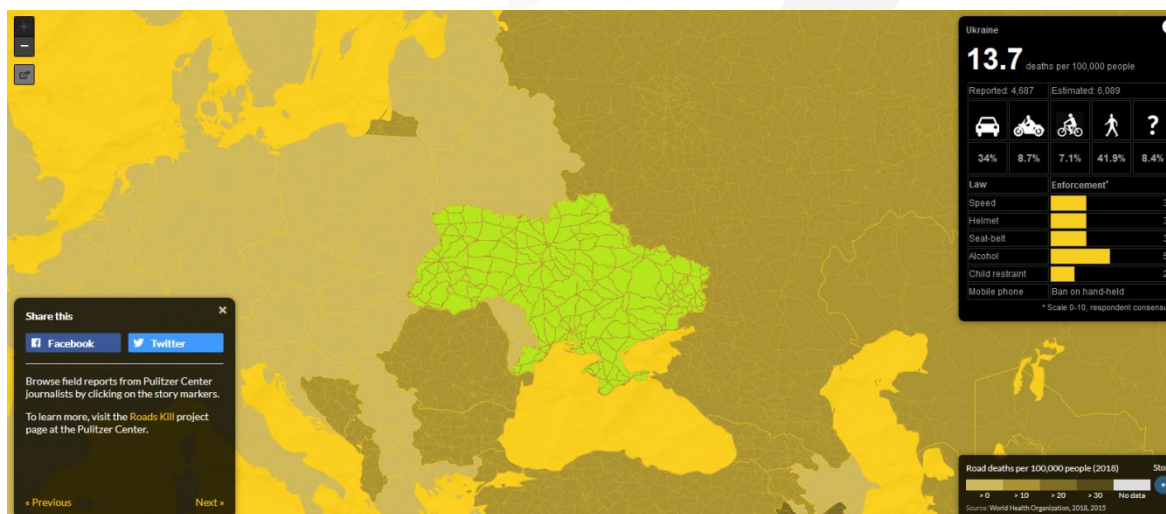 +
−
Ukraine
13.7 deaths per 100,000 people
Reported: 4,687 Estimated: 6,089
?
34% 8.7% 7.1% 41.9% 8.4%
Law Enforcement*
Speed
Helmet
Seat-belt
Alcohol
Child restraint
Mobile phone Ban on hand-held
* Scale 0-10, respondent
Share this ×
Facebook Twitter
Browse field reports from Pulitzer Center
journalists by clicking on the story markers.
To learn more, visit the Roads Kill project
page at the Pulitzer Center.
« Previous Next »
Road deaths per 100,000 people (2018)
> 0 > 10 > 20 > 30 No data
Source: World Health Organization, 2018, 2015